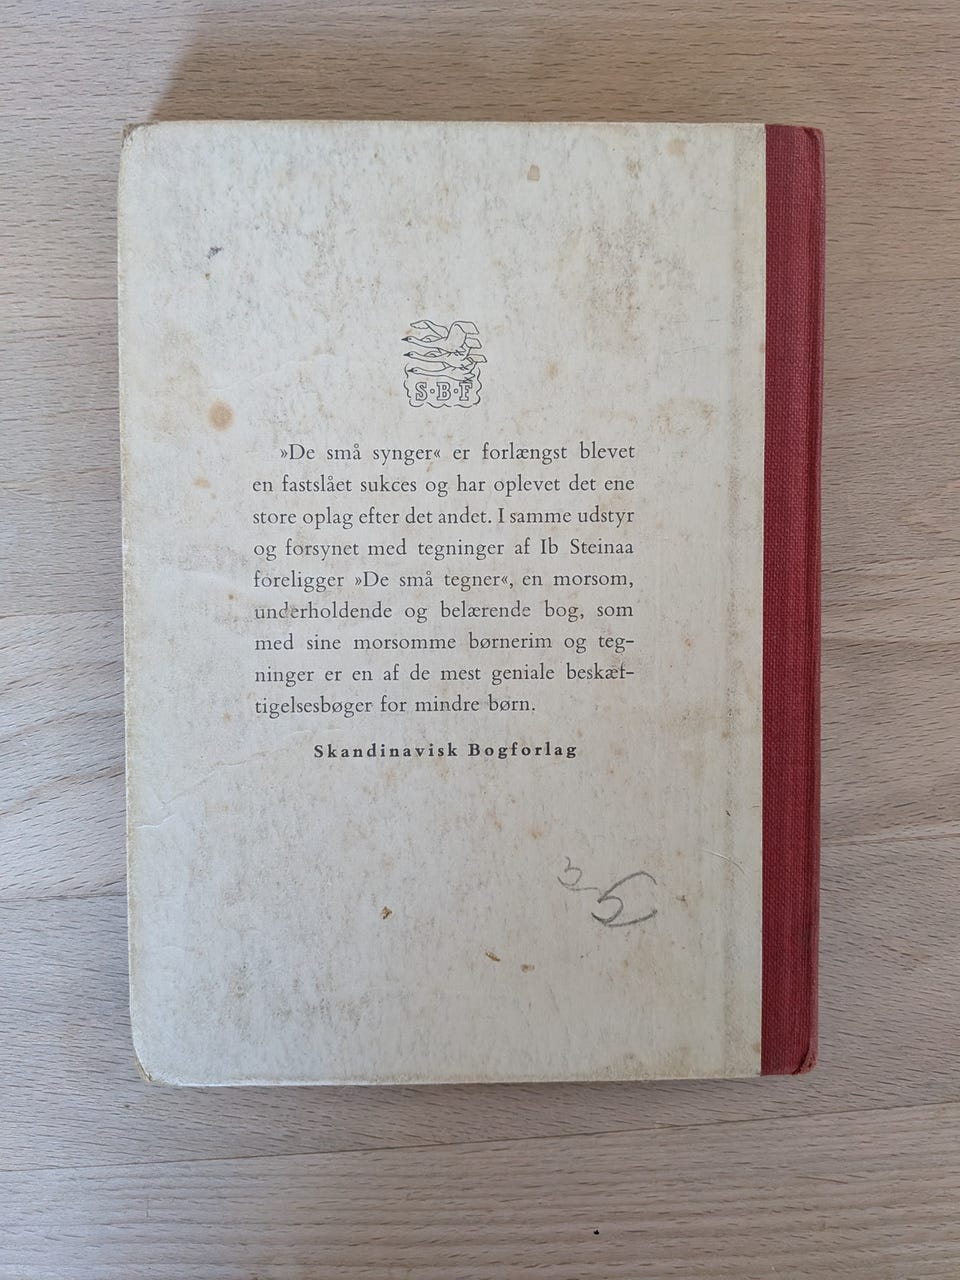 S·B·F
»De små synger« er forlængst blevet
en fastslået sukces og har oplevet det ene
store oplag efter det andet. I samme udstyr
og forsynet med tegninger af Ib Steinaa
foreligger »De små tegner«, en morsom,
underholdende og belærende bog, som
med sine morsomme børnerim og teg-
ninger er en af de mest geniale beskæf-
tigelsesbøger for mindre børn.
Skandinavisk Bogforlag
35